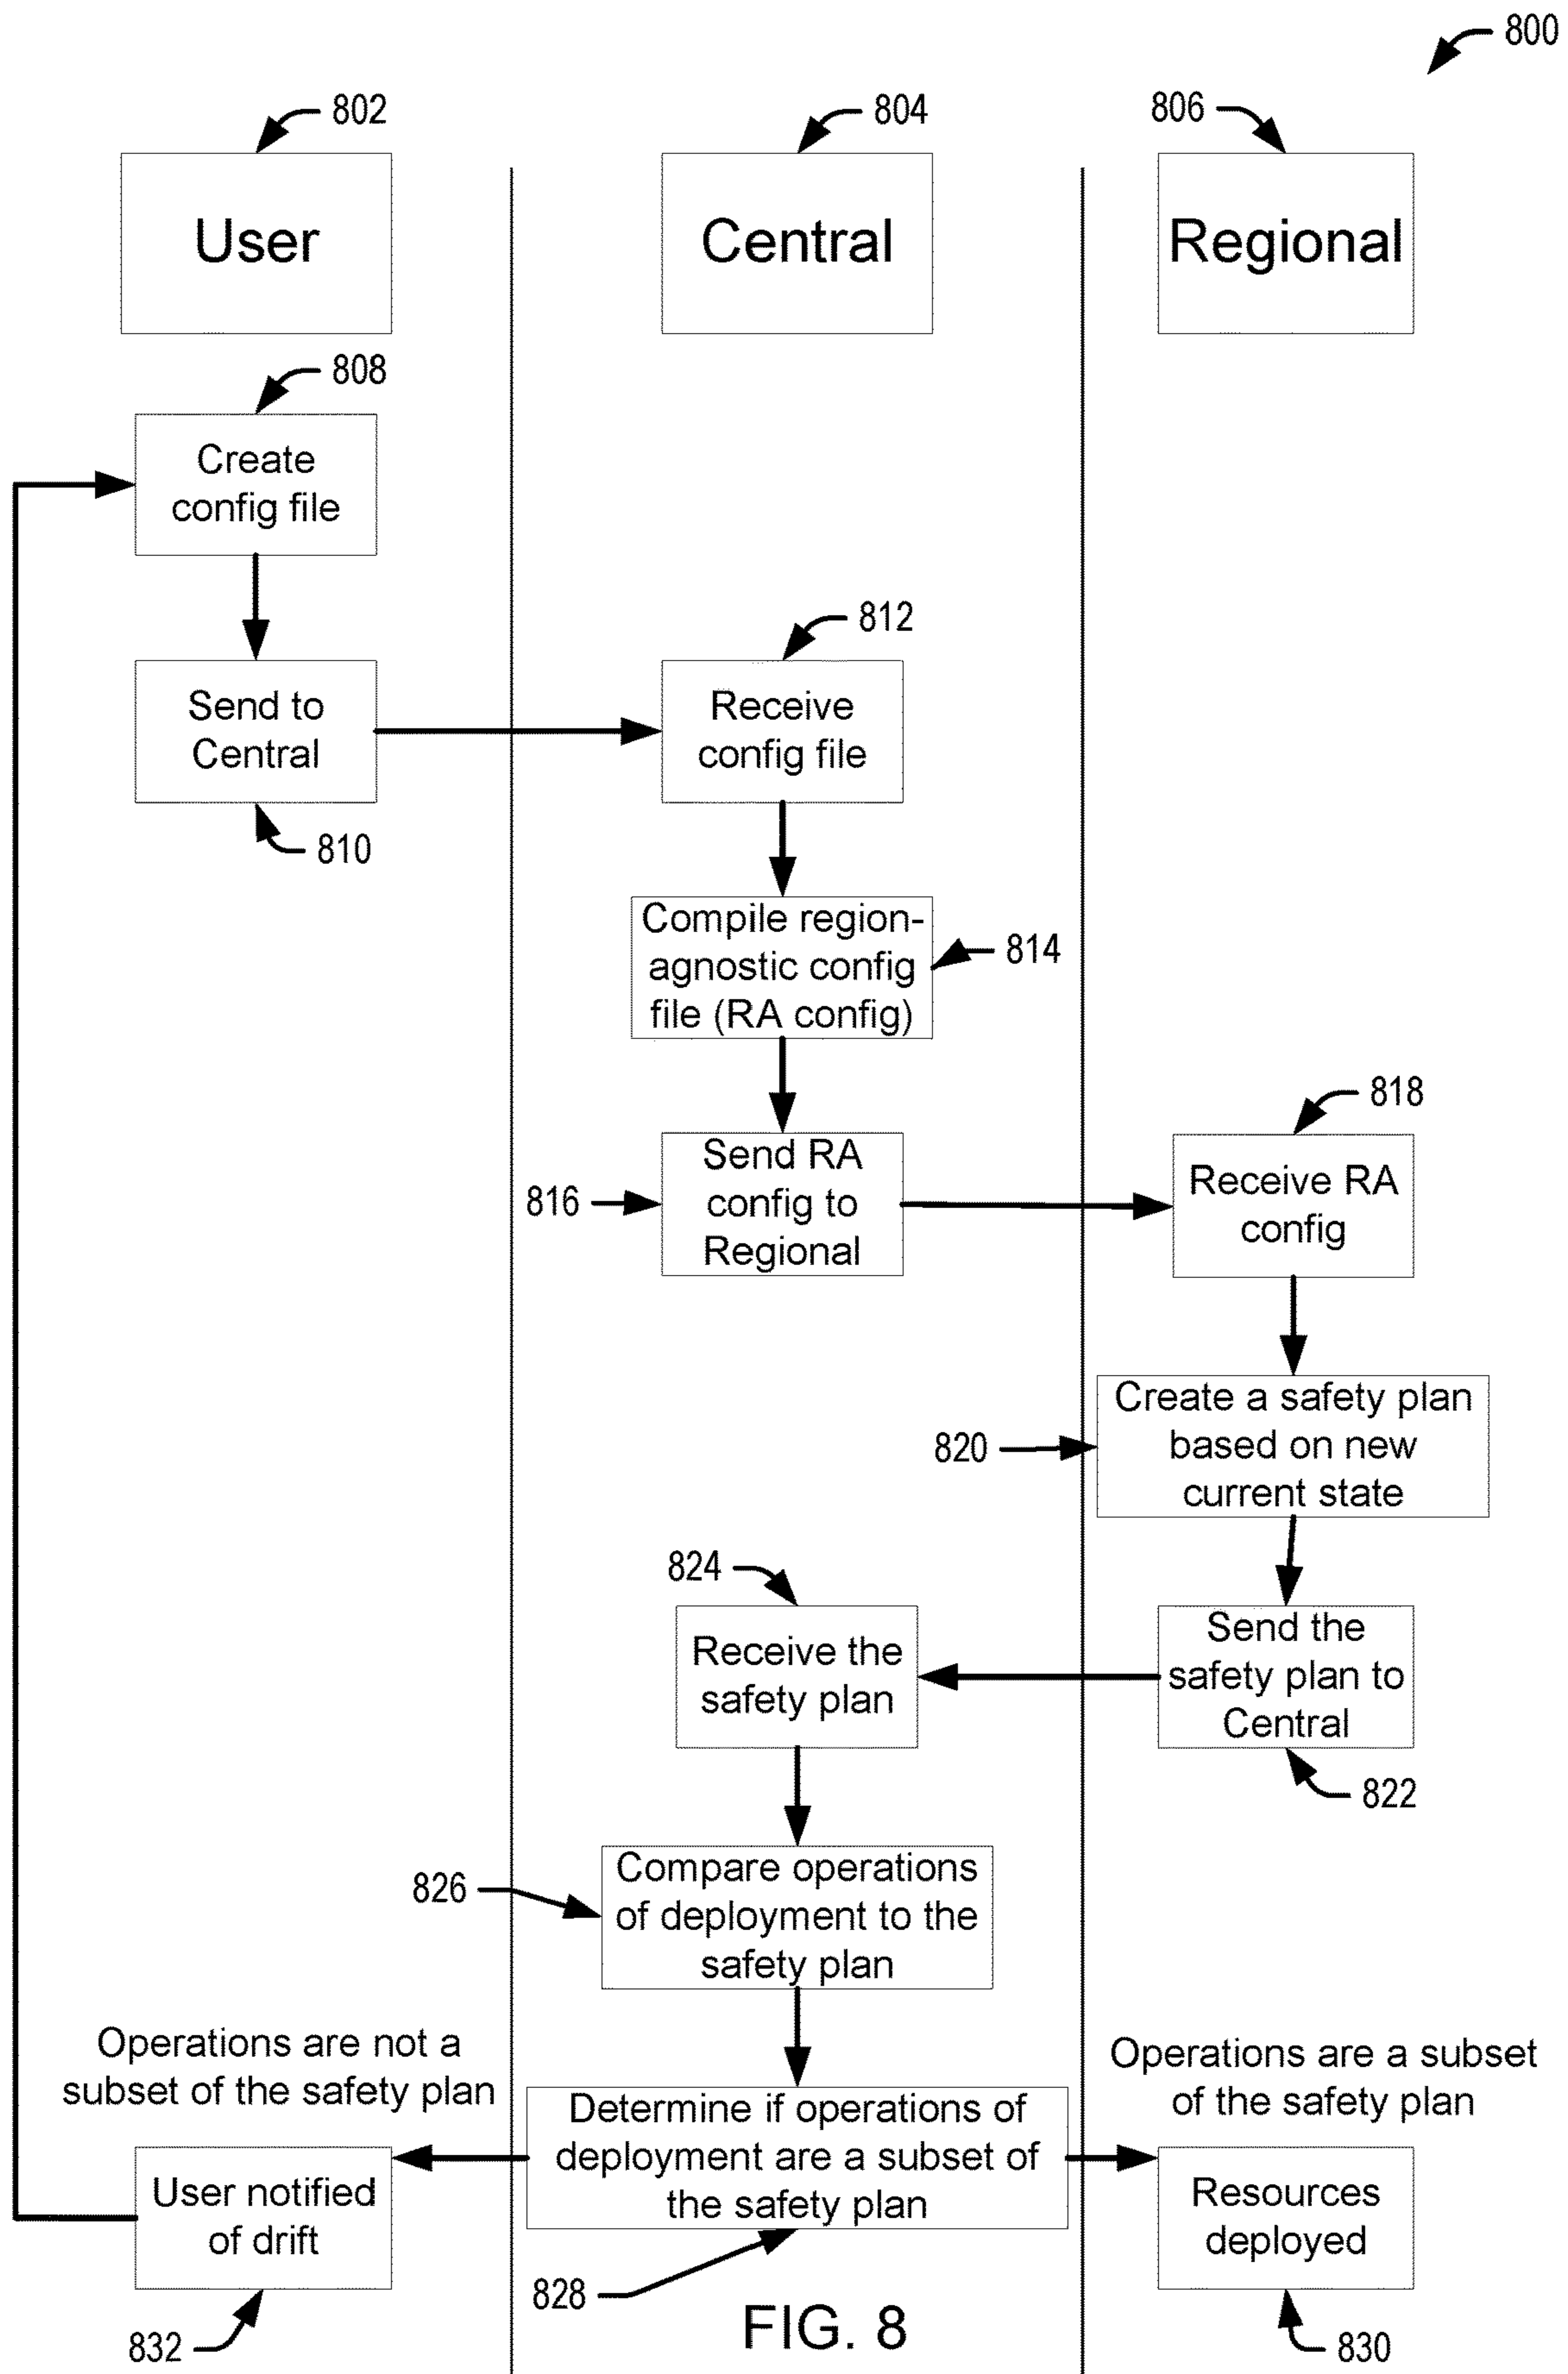 800
802
804
806
User
Central
Regional
808
Create
config file
812
Send to
Central
Receive
config file
810
Compile region-
agnostic config
file (RA config)
814
818
816
Send RA
config to
Regional
Receive RA
config
820
Create a safety plan
based on new
current state
824
Receive the
safety plan
Send the
safety plan to
Central
822
826
Compare operations
of deployment to the
safety plan
Operations are not a
subset of the safety plan
Operations are a subset
of the safety plan
Determine if operations of
deployment are a subset of
the safety plan
User notified
of drift
Resources
deployed
828
832
830
FIG. 8